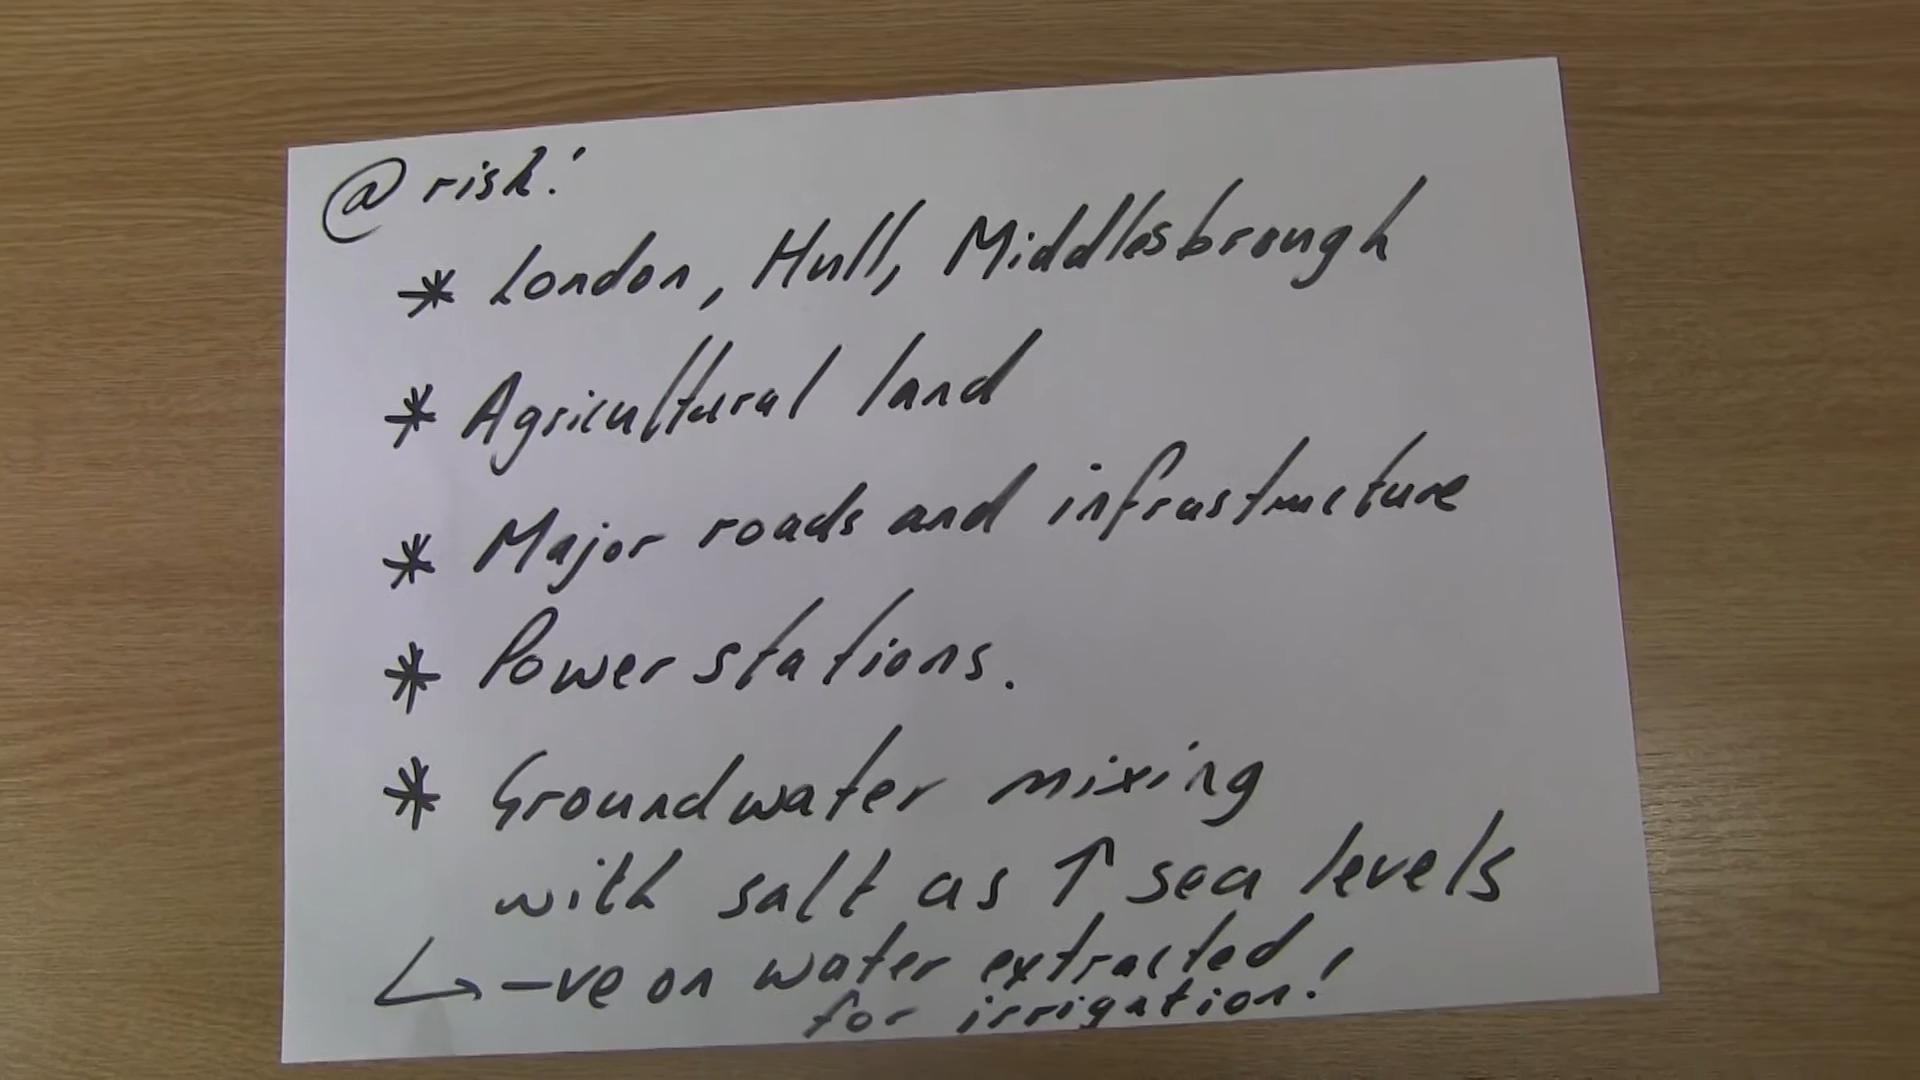 @ risk:
* London, Hull, Middlesbrough
* Agricultural land
* Major roads and infrastructure
* Power stations.
* Groundwater mixing
with salt as ↑ sea levels
↳ -ve on water extracted
for irrigation!